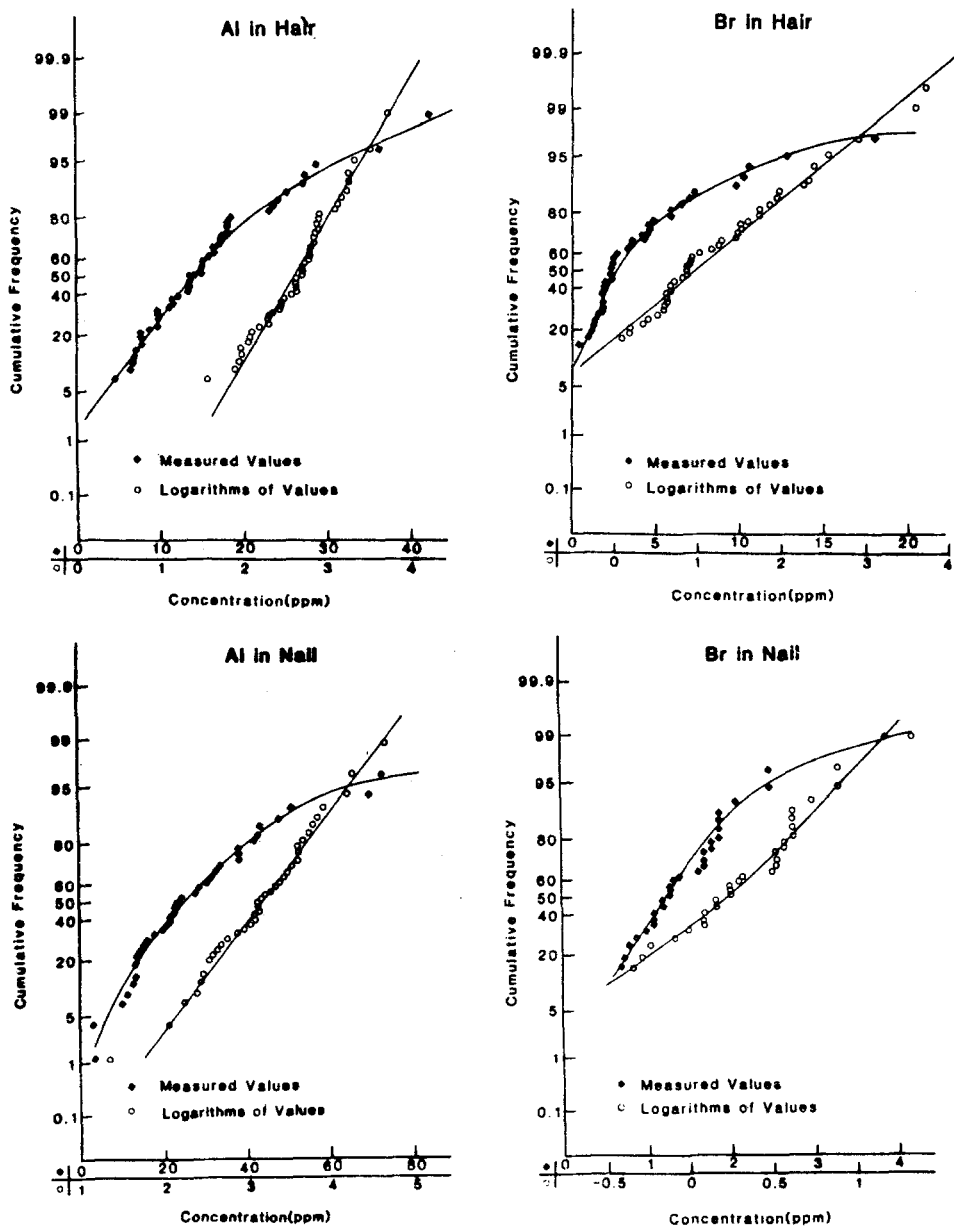 Al in Hair
Cumulative Frequency
99.9
99
95
80
60
50
40
20
5
1
0.1
Measured Values
Logarithms of Values
0 10 20 30 40
0 1 2 3 4
Concentration(ppm)
Br in Hair
Cumulative Frequency
99.9
99
95
80
60
50
40
20
5
1
0.1
Measured Values
Logarithms of Values
0 5 10 15 20
0 1 2 3 4
Concentration(ppm)
Al in Nail
Cumulative Frequency
99.9
99
95
80
60
50
40
20
5
1
0.1
Measured Values
Logarithms of Values
0 20 40 60 80
1 2 3 4 5
Concentration(ppm)
Br in Nail
Cumulative Frequency
99.9
99
95
80
60
50
40
20
5
1
0.1
Measured Values
Logarithms of Values
0 1 2 3 4
-0.5 0 0.5 1
Concentration(ppm)